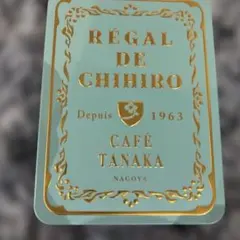 RÉGAL
DE
CHIHIRO
Depuis 1963
CAFÉ
TANAKA
NAGOYA